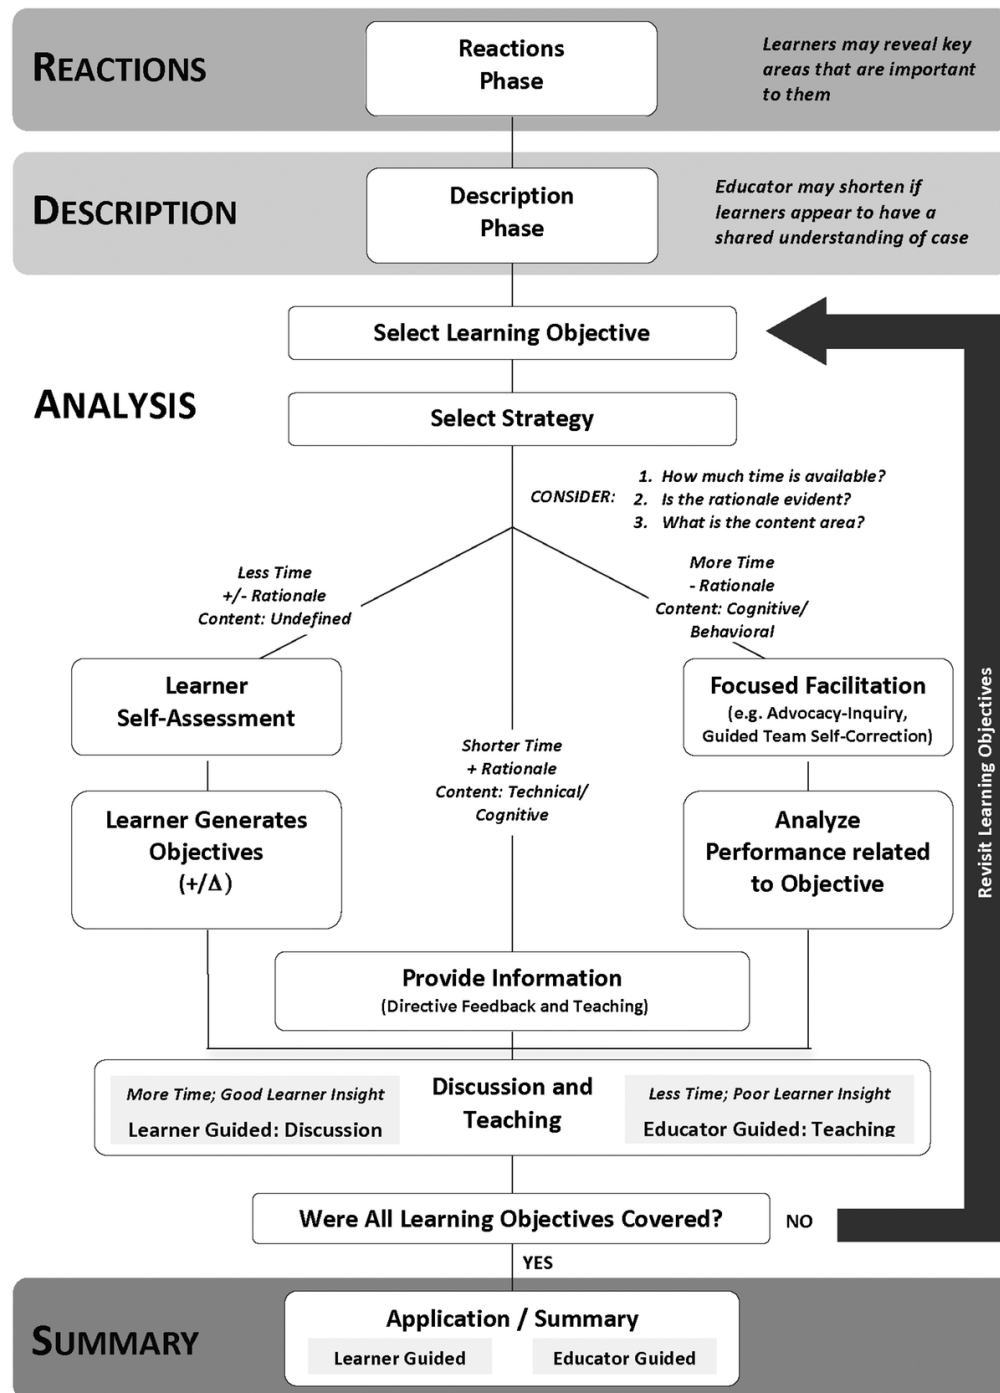 REACTIONS
Reactions
Phase
Learners may reveal key
areas that are important
to them
DESCRIPTION
Description
Phase
Educator may shorten if
learners appear to have a
shared understanding of case
Select Learning Objective
ANALYSIS
Select Strategy
CONSIDER:
1. How much time is available?
2. Is the rationale evident?
3. What is the content area?
Less Time
+/- Rationale
Content: Undefined
More Time
- Rationale
Content: Cognitive/
Behavioral
Learner
Self-Assessment
Shorter Time
+ Rationale
Content: Technical/
Cognitive
Focused Facilitation
(e.g. Advocacy-Inquiry,
Guided Team Self-Correction)
Learner Generates
Objectives
(+/Δ)
Analyze
Performance related
to Objective
Revisit Learning Objectives
Provide Information
(Directive Feedback and Teaching)
More Time; Good Learner Insight
Learner Guided: Discussion
Discussion and
Teaching
Less Time; Poor Learner Insight
Educator Guided: Teaching
Were All Learning Objectives Covered?
NO
YES
SUMMARY
Application / Summary
Learner Guided
Educator Guided